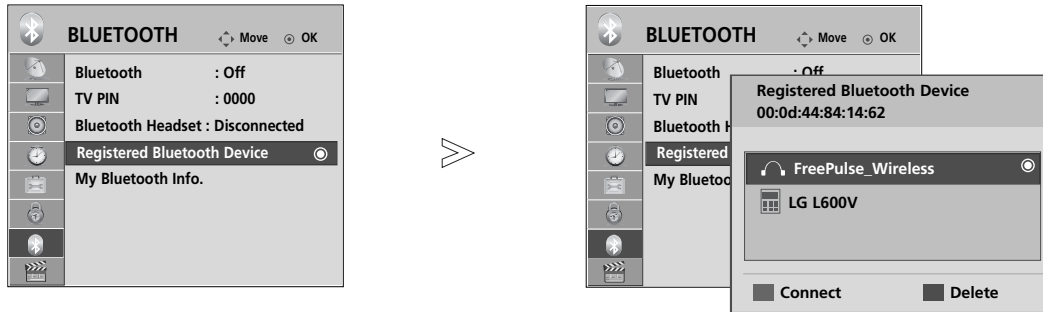 BLUETOOTH Move OK
Bluetooth : Off
TV PIN : 0000
Bluetooth Headset : Disconnected
Registered Bluetooth Device
My Bluetooth Info.
BLUETOOTH Move OK
Bluetooth : Off
TV PIN
Bluetooth H
Registered
My Bluetoo
Registered Bluetooth Device
00:0d:44:84:14:62
FreePulse_Wireless
LG L600V
Connect Delete